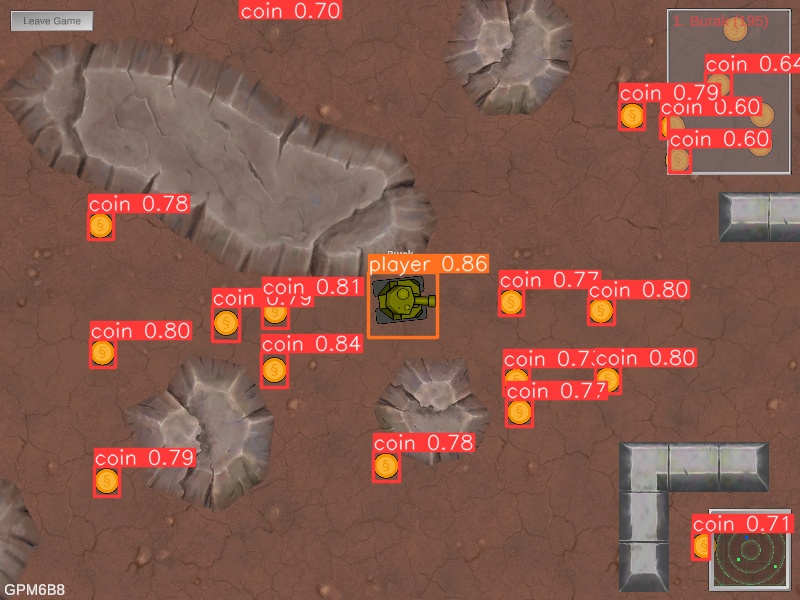 coin 0.70
Leave Game
1. Burak (195)
coin 0.64
coin 0.79
coin 0.60
coin 0.60
coin 0.78
Burak
player 0.86
coin 0.81
coin 0.79
coin 0.77
coin 0.80
coin 0.80
coin 0.84
coin 0.80
coin 0.77
coin 0.78
coin 0.79
coin 0.71
GPM6B8